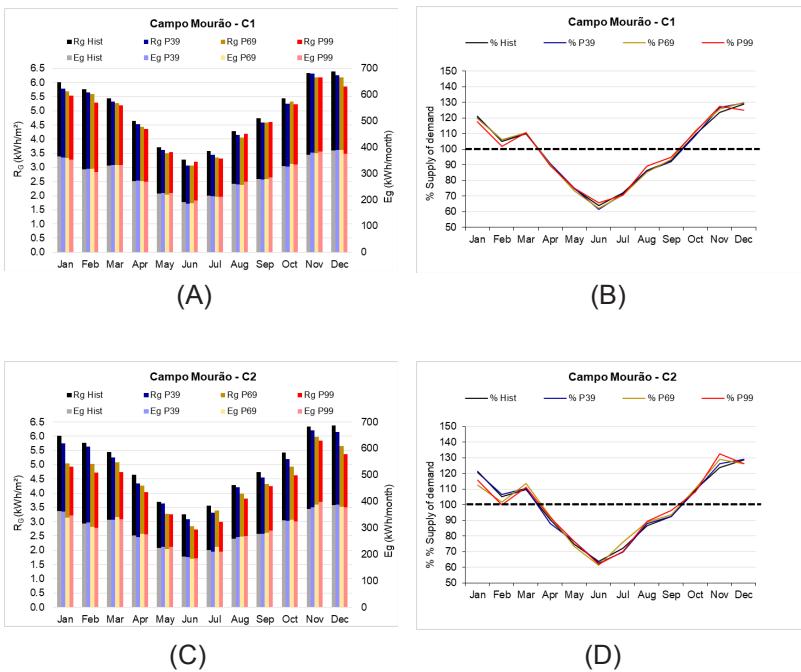 Campo Mourão - C1
Rg Hist Rg P39 Rg P69 Rg P99
Eg Hist Eg P39 Eg P69 Eg P99
R_G (kWh/m²)
6.5
6.0
5.5
5.0
4.5
4.0
3.5
3.0
2.5
2.0
1.5
1.0
0.5
0.0
700
600
500
400
300
200
100
0
Eg (kWh/month)
Jan Feb Mar Apr May Jun Jul Aug Sep Oct Nov Dec
(A)
Campo Mourão - C1
% Hist % P39 % P69 % P99
% Supply of demand
150
140
130
120
110
100
90
80
70
60
50
Jan Feb Mar Apr May Jun Jul Aug Sep Oct Nov Dec
(B)
Campo Mourão - C2
Rg Hist Rg P39 Rg P69 Rg P99
Eg Hist Eg P39 Eg P69 Eg P99
R_G (kWh/m²)
6.5
6.0
5.5
5.0
4.5
4.0
3.5
3.0
2.5
2.0
1.5
1.0
0.5
0.0
700
600
500
400
300
200
100
0
Eg (kWh/month)
Jan Feb Mar Apr May Jun Jul Aug Sep Oct Nov Dec
(C)
Campo Mourão - C2
% Hist % P39 % P69 % P99
% % Supply of demand
150
140
130
120
110
100
90
80
70
60
50
Jan Feb Mar Apr May Jun Jul Aug Sep Oct Nov Dec
(D)